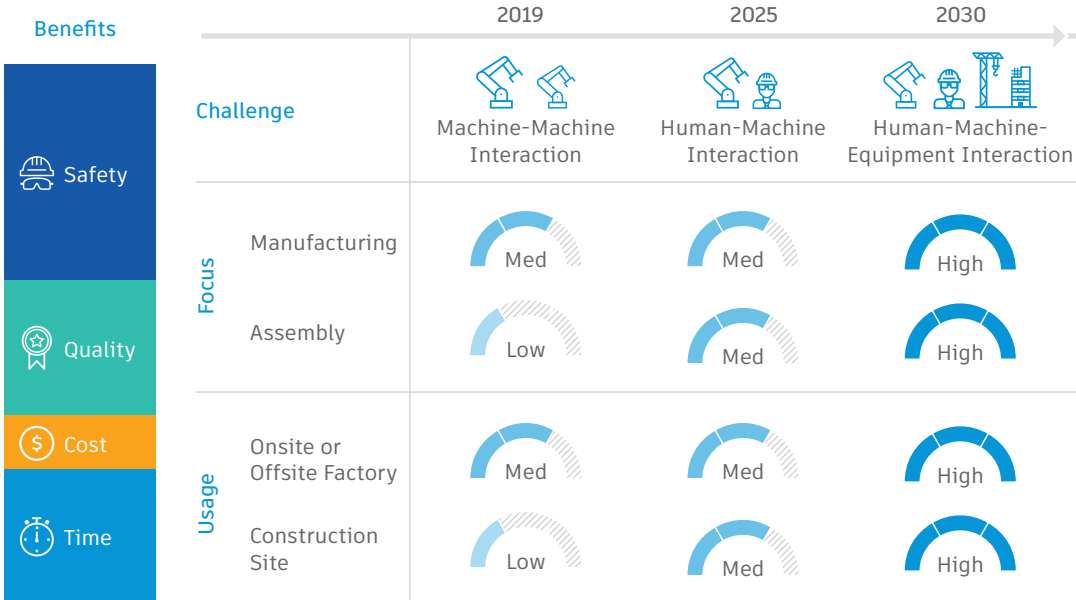 Benefits
Safety
Quality
$
Cost
Time
2019
2025
2030
Challenge
Machine-Machine
Interaction
Human-Machine
Interaction
Human-Machine-
Equipment Interaction
Focus
Manufacturing
Med
Med
High
Assembly
Low
Med
High
Usage
Onsite or
Offsite Factory
Med
Med
High
Construction
Site
Low
Med
High